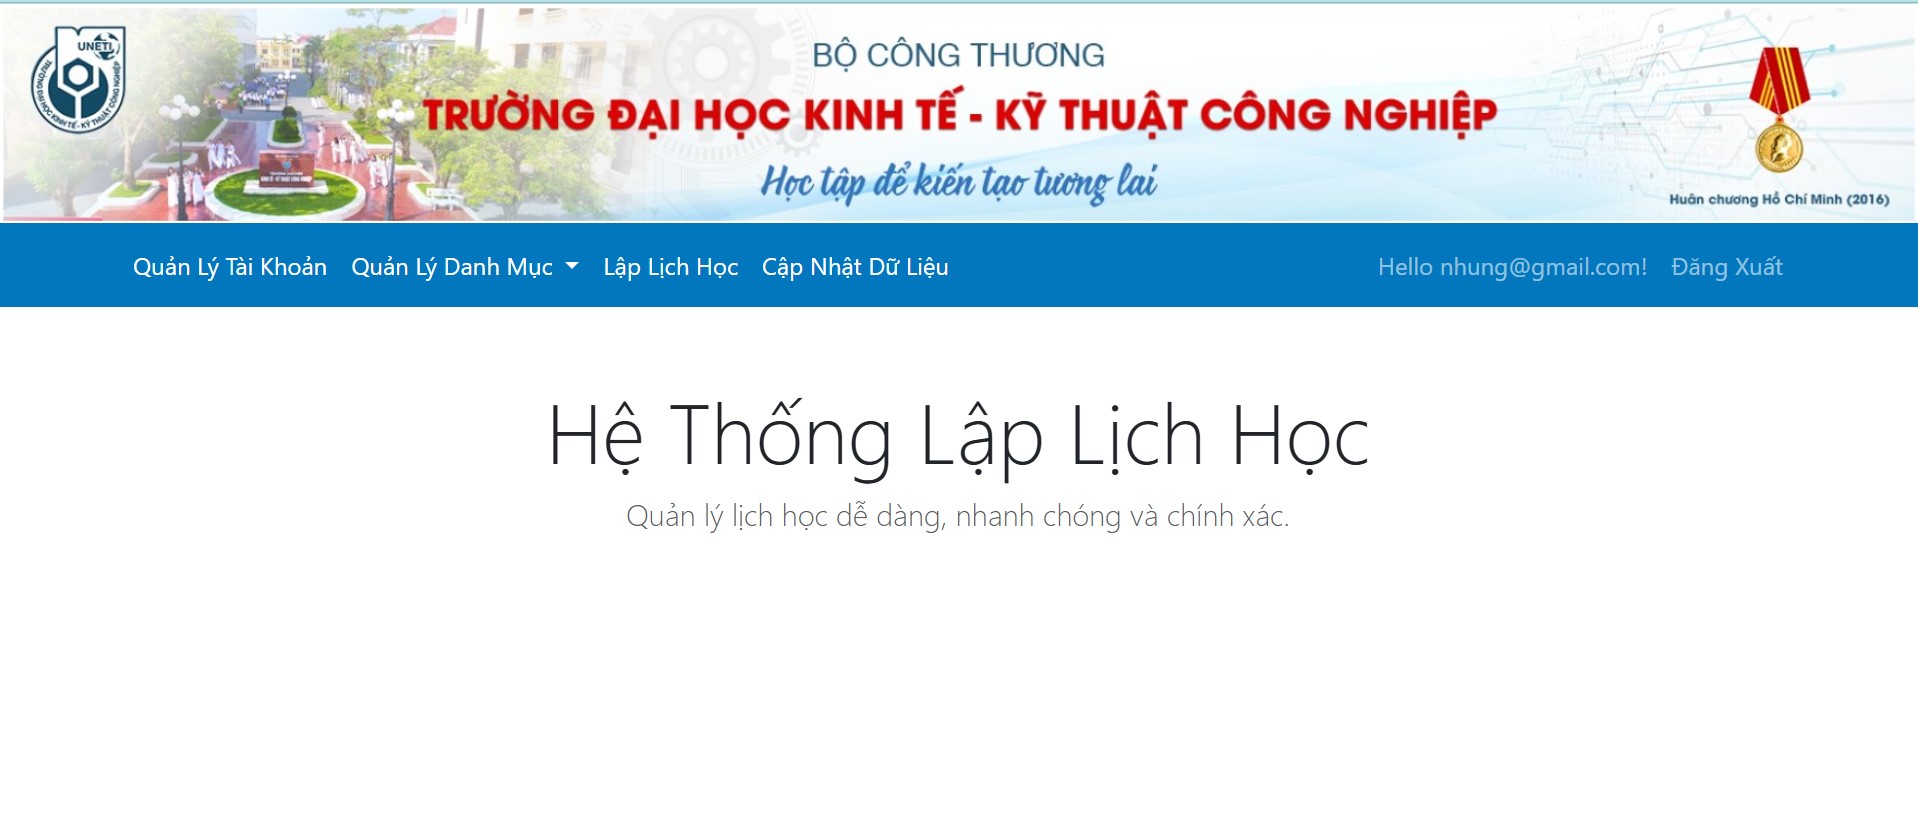 UNETI
TRƯỜNG ĐẠI HỌC KINH TẾ - KỸ THUẬT CÔNG NGHIỆP
BỘ CÔNG THƯƠNG
TRƯỜNG ĐẠI HỌC KINH TẾ - KỸ THUẬT CÔNG NGHIỆP
Học tập để kiến tạo tương lai
Huân chương Hồ Chí Minh (2016)
Quản Lý Tài Khoản Quản Lý Danh Mục Lập Lịch Học Cập Nhật Dữ Liệu Hello nhung@gmail.com! Đăng Xuất
Hệ Thống Lập Lịch Học
Quản lý lịch học dễ dàng, nhanh chóng và chính xác.